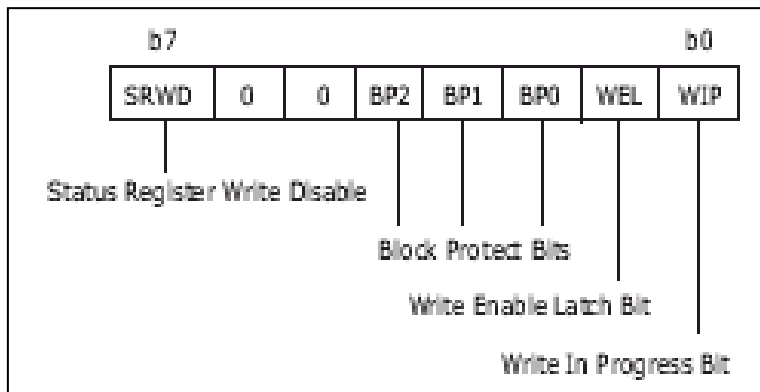 b7 b0
SRWD 0 0 BP2 BP1 BP0 WEL WIP
Status Register Write Disable
Block Protect Bits
Write Enable Latch Bit
Write In Progress Bit